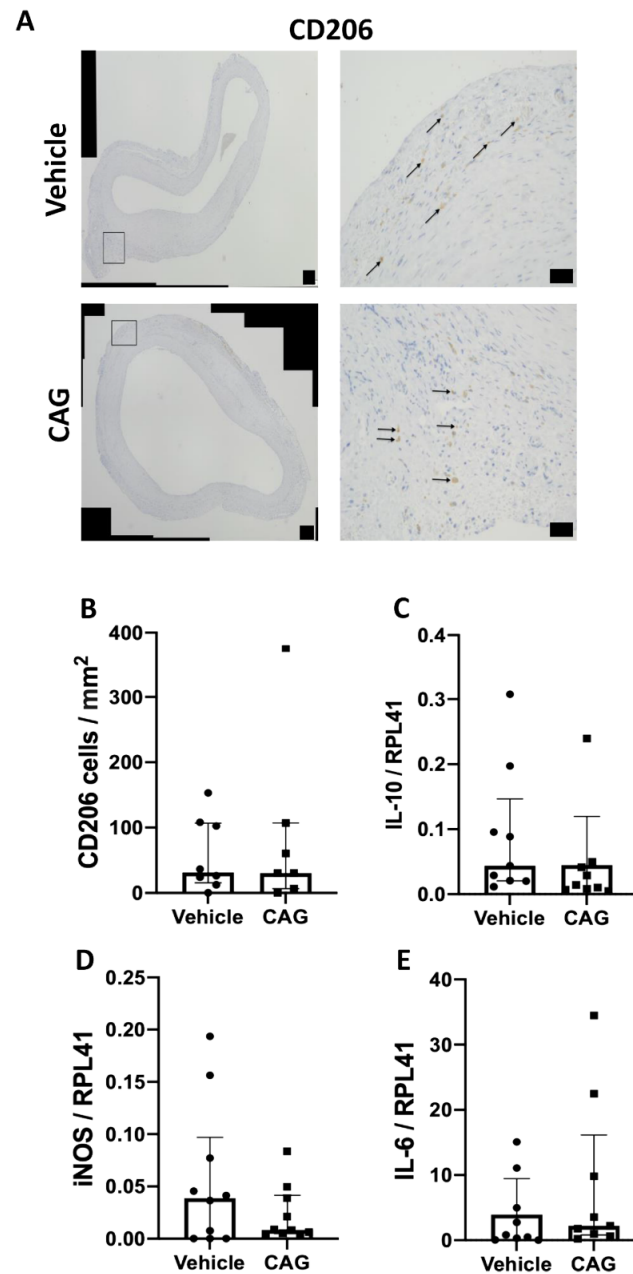 A
CD206
Vehicle
CAG
B
CD206 cells / mm²
400
300
200
100
0
Vehicle CAG
C
IL-10 / RPL41
0.4
0.3
0.2
0.1
0.0
Vehicle CAG
D
iNOS / RPL41
0.25
0.20
0.15
0.10
0.05
0.00
Vehicle CAG
E
IL-6 / RPL41
40
30
20
10
0
Vehicle CAG